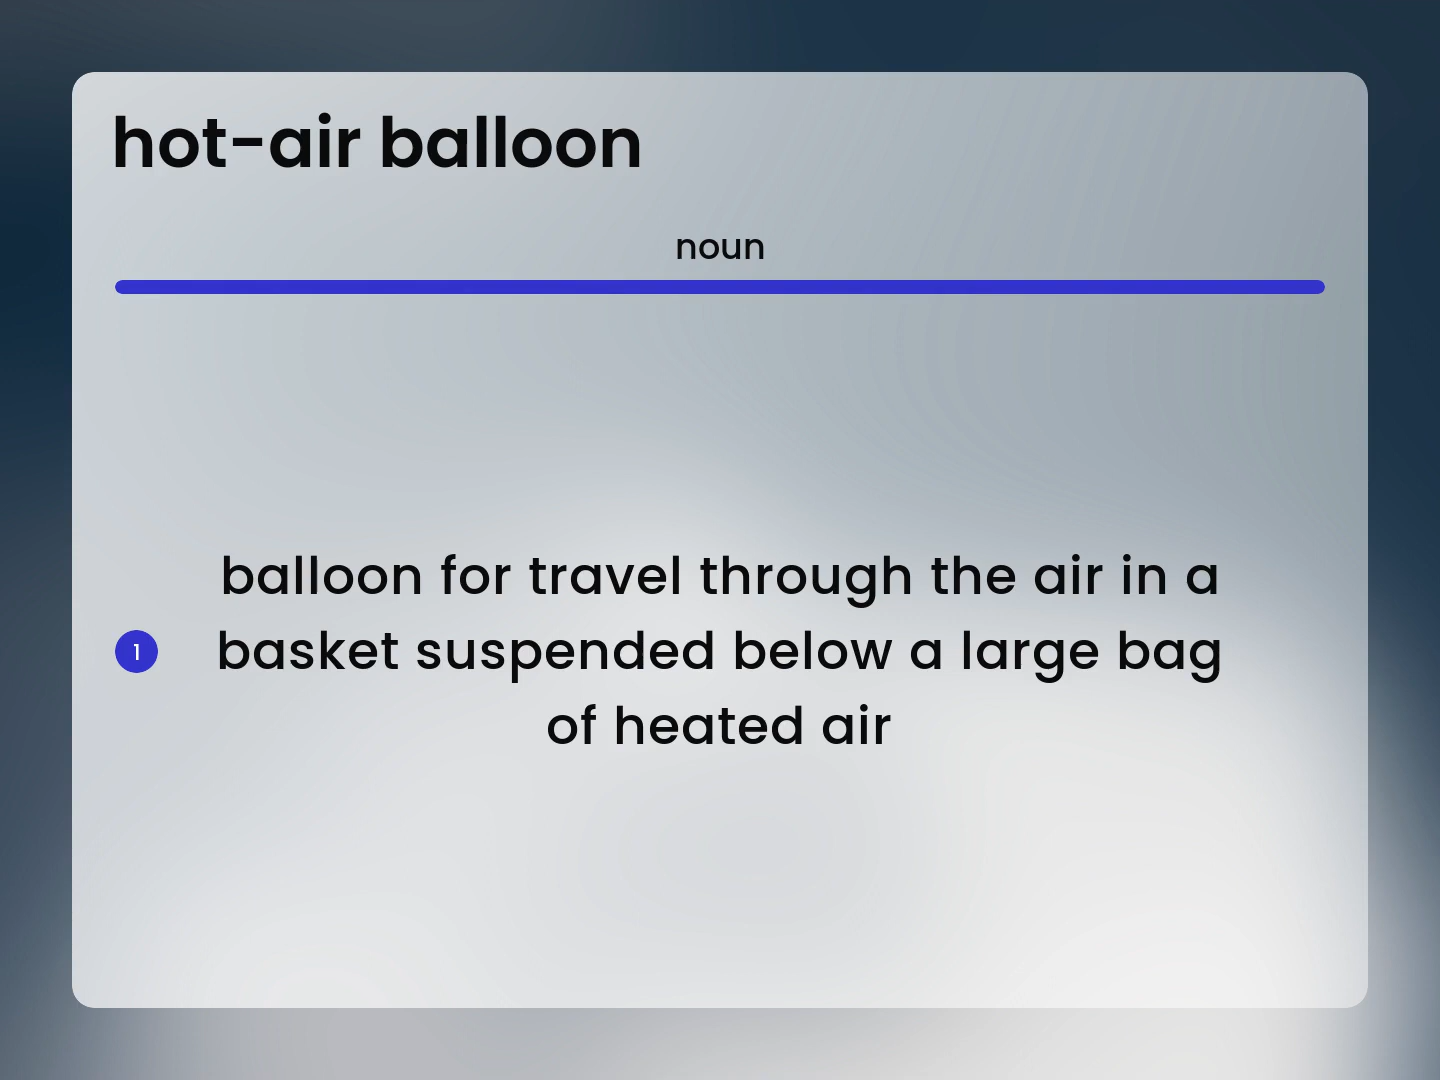 hot-air balloon
noun
balloon for travel through the air in a
1 basket suspended below a large bag
of heated air